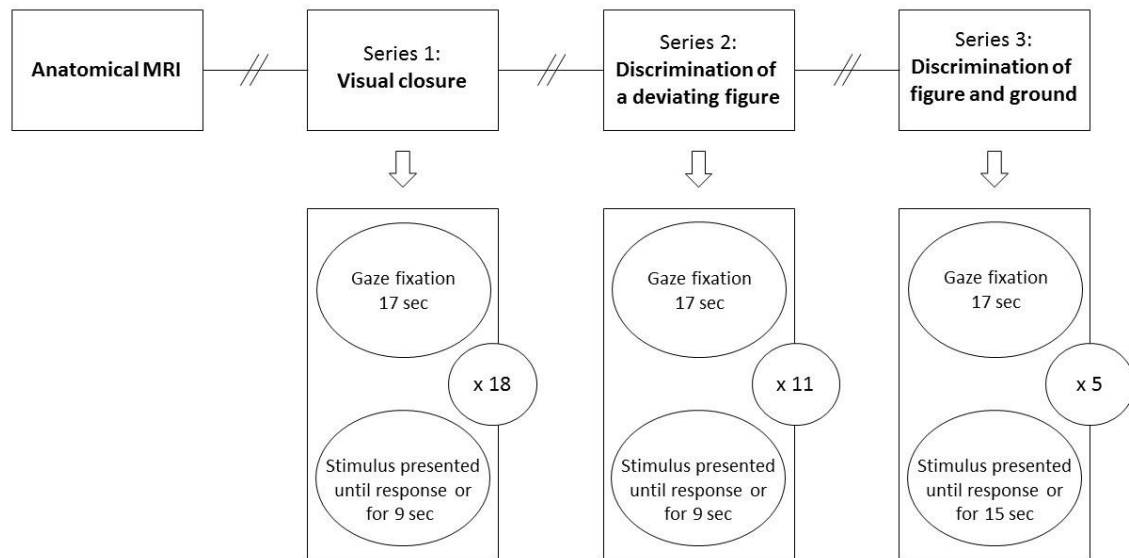 Anatomical MRI
Series 1:
Visual closure
Series 2:
Discrimination of
a deviating figure
Series 3:
Discrimination of
figure and ground
Gaze fixation
17 sec
x 18
Stimulus presented
until response or
for 9 sec
Gaze fixation
17 sec
x 11
Stimulus presented
until response or
for 9 sec
Gaze fixation
17 sec
x 5
Stimulus presented
until response or
for 15 sec